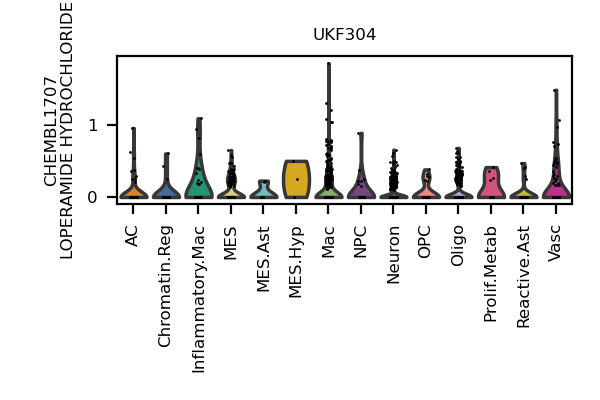 UKF304
CHEMBL1707
LOPERAMIDE HYDROCHLORIDE
1
0
AC
Chromatin.Reg
Inflammatory.Mac
MES
MES.Ast
MES.Hyp
Mac
NPC
Neuron
OPC
Oligo
Prolif.Metab
Reactive.Ast
Vasc